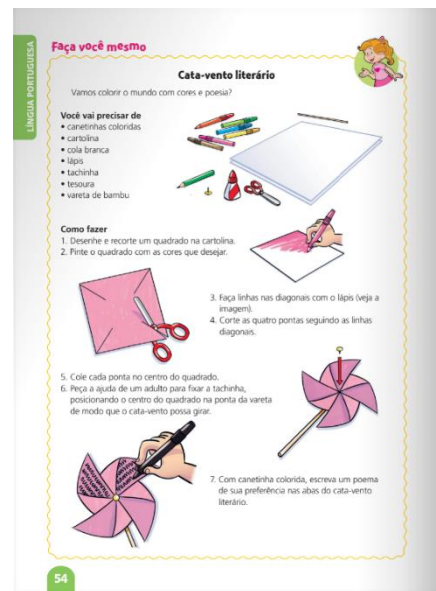 LÍNGUA PORTUGUESA
Faça você mesmo
Cata-vento literário
Vamos colorir o mundo com cores e poesia?
Você vai precisar de
• canetinhas coloridas
• cartolina
• cola branca
• lápis
• tachinha
• tesoura
• vareta de bambu
Como fazer
1. Desenhe e recorte um quadrado na cartolina.
2. Pinte o quadrado com as cores que desejar.
3. Faça linhas nas diagonais com o lápis (veja a
imagem).
4. Corte as quatro pontas seguindo as linhas
diagonais.
5. Cole cada ponta no centro do quadrado.
6. Peça a ajuda de um adulto para fixar a tachinha,
posicionando o centro do quadrado na ponta da vareta
de modo que o cata-vento possa girar.
7. Com canetinha colorida, escreva um poema
de sua preferência nas abas do cata-vento
literário.
54